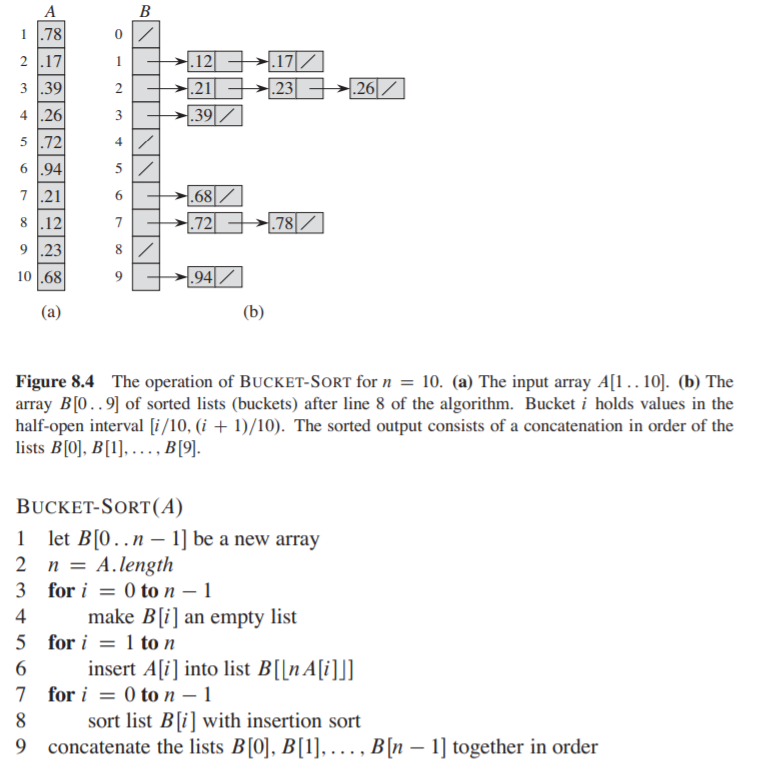 A B
1 .78 0
2 .17 1 .12 .17
3 .39 2 .21 .23 .26
4 .26 3 .39
5 .72 4
6 .94 5
7 .21 6 .68
8 .12 7 .72 .78
9 .23 8
10 .68 9 .94
(a) (b)
Figure 8.4 The operation of BUCKET-SORT for n = 10. (a) The input array A[1 . . 10]. (b) The
array B[0 . . 9] of sorted lists (buckets) after line 8 of the algorithm. Bucket i holds values in the
half-open interval [i/10, (i + 1)/10). The sorted output consists of a concatenation in order of the
lists B[0], B[1], . . . , B[9].
BUCKET-SORT(A)
1 let B[0 . . n − 1] be a new array
2 n = A.length
3 for i = 0 to n − 1
4 make B[i] an empty list
5 for i = 1 to n
6 insert A[i] into list B[⌊nA[i]⌋]
7 for i = 0 to n − 1
8 sort list B[i] with insertion sort
9 concatenate the lists B[0], B[1], . . . , B[n − 1] together in order